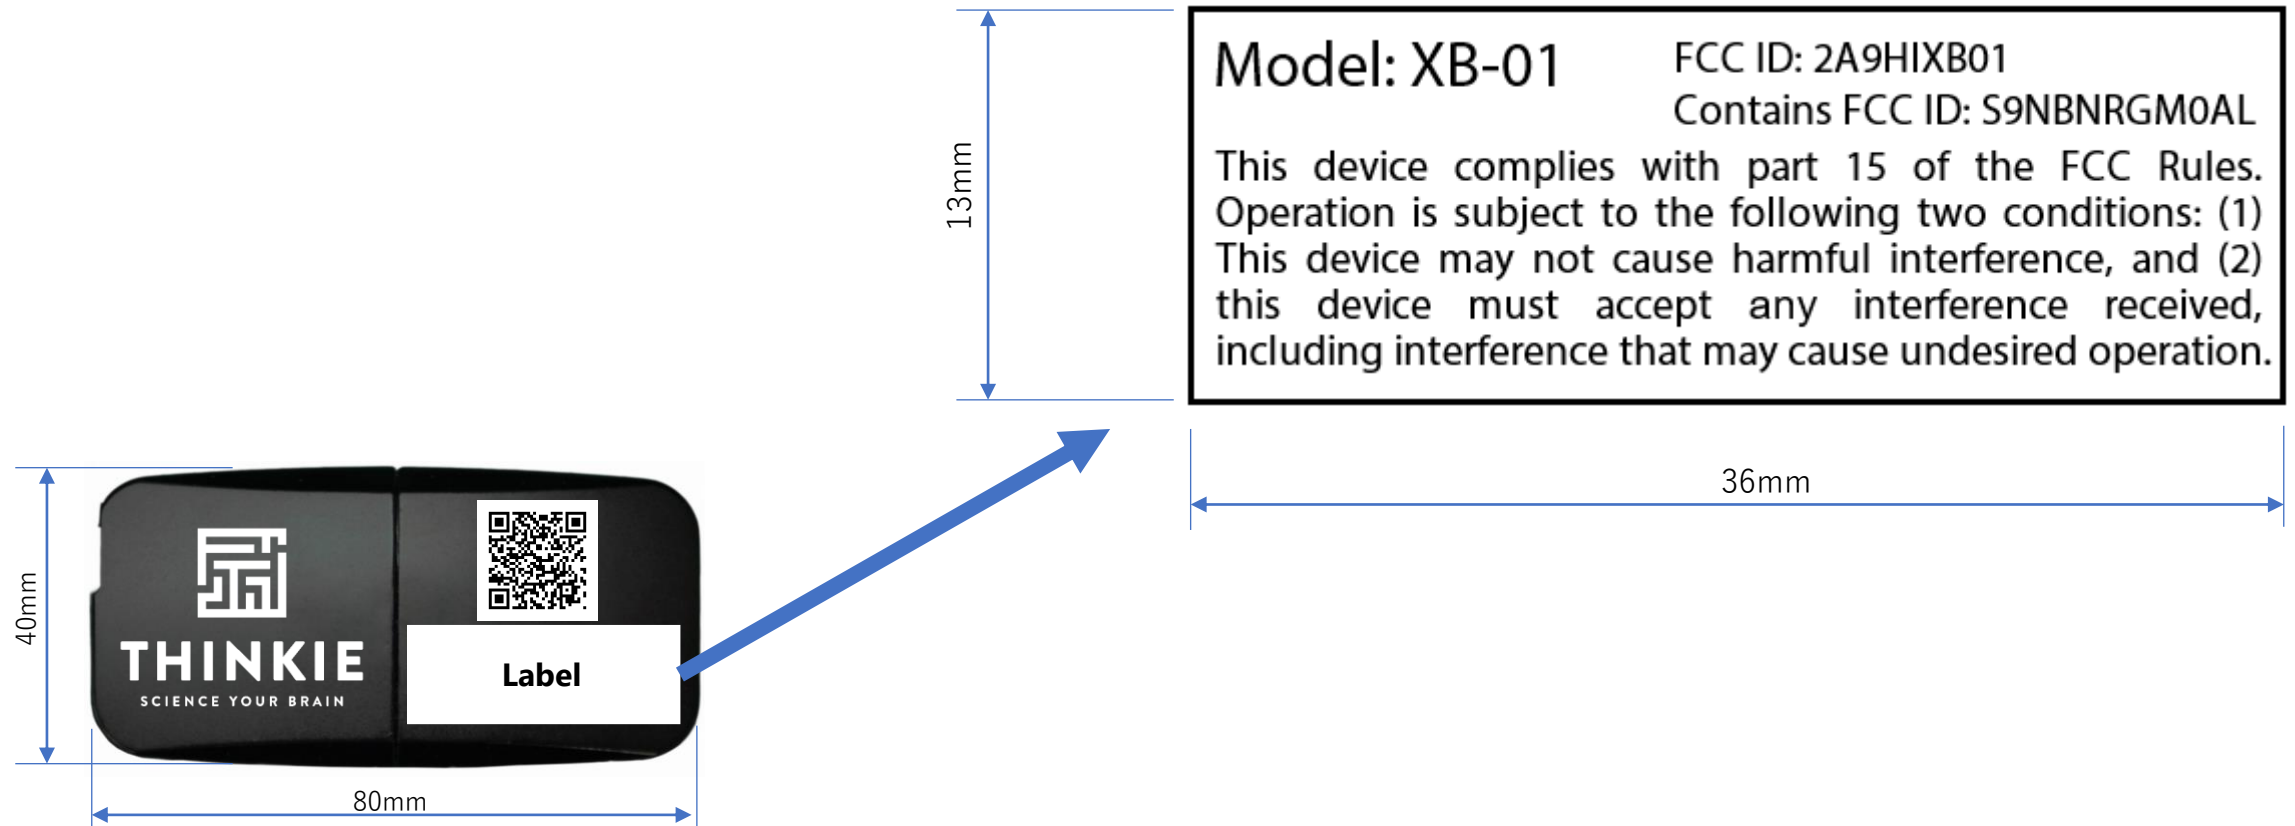 Model: XB-01
FCC ID: 2A9HIXB01
Contains FCC ID: S9NBNRGM0AL
This device complies with part 15 of the FCC Rules.
Operation is subject to the following two conditions: (1)
This device may not cause harmful interference, and (2)
this device must accept any interference received,
including interference that may cause undesired operation.
13mm
36mm
40mm
THINKIE
SCIENCE YOUR BRAIN
Label
80mm